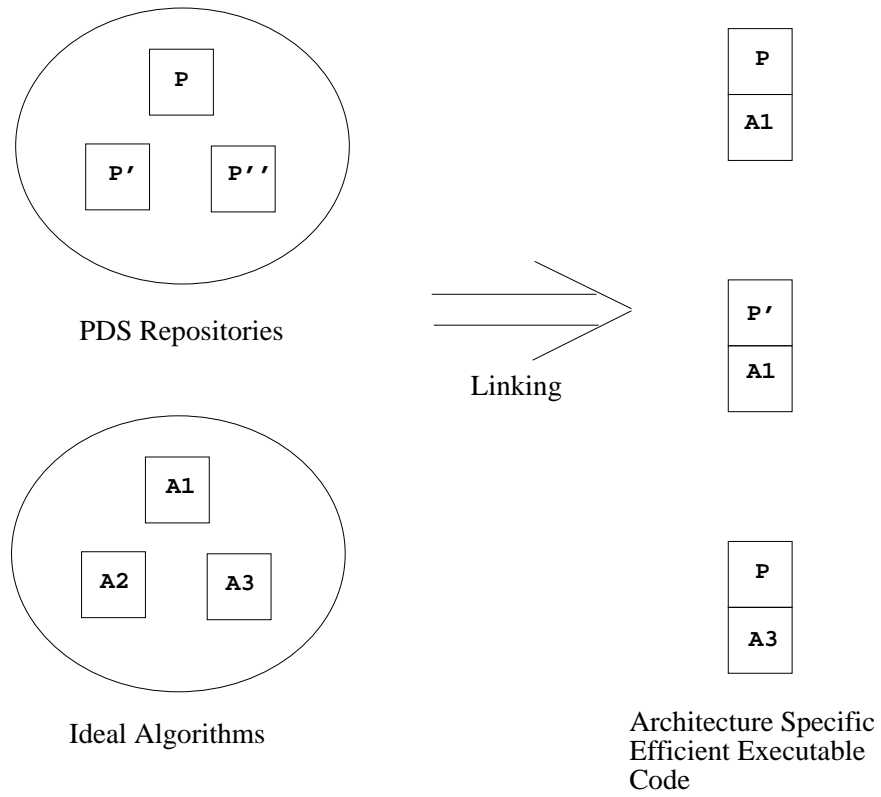 P
P' P''
PDS Repositories
A1
A2 A3
Ideal Algorithms
Linking
P
A1
P'
A1
P
A3
Architecture Specific
Efficient Executable
Code